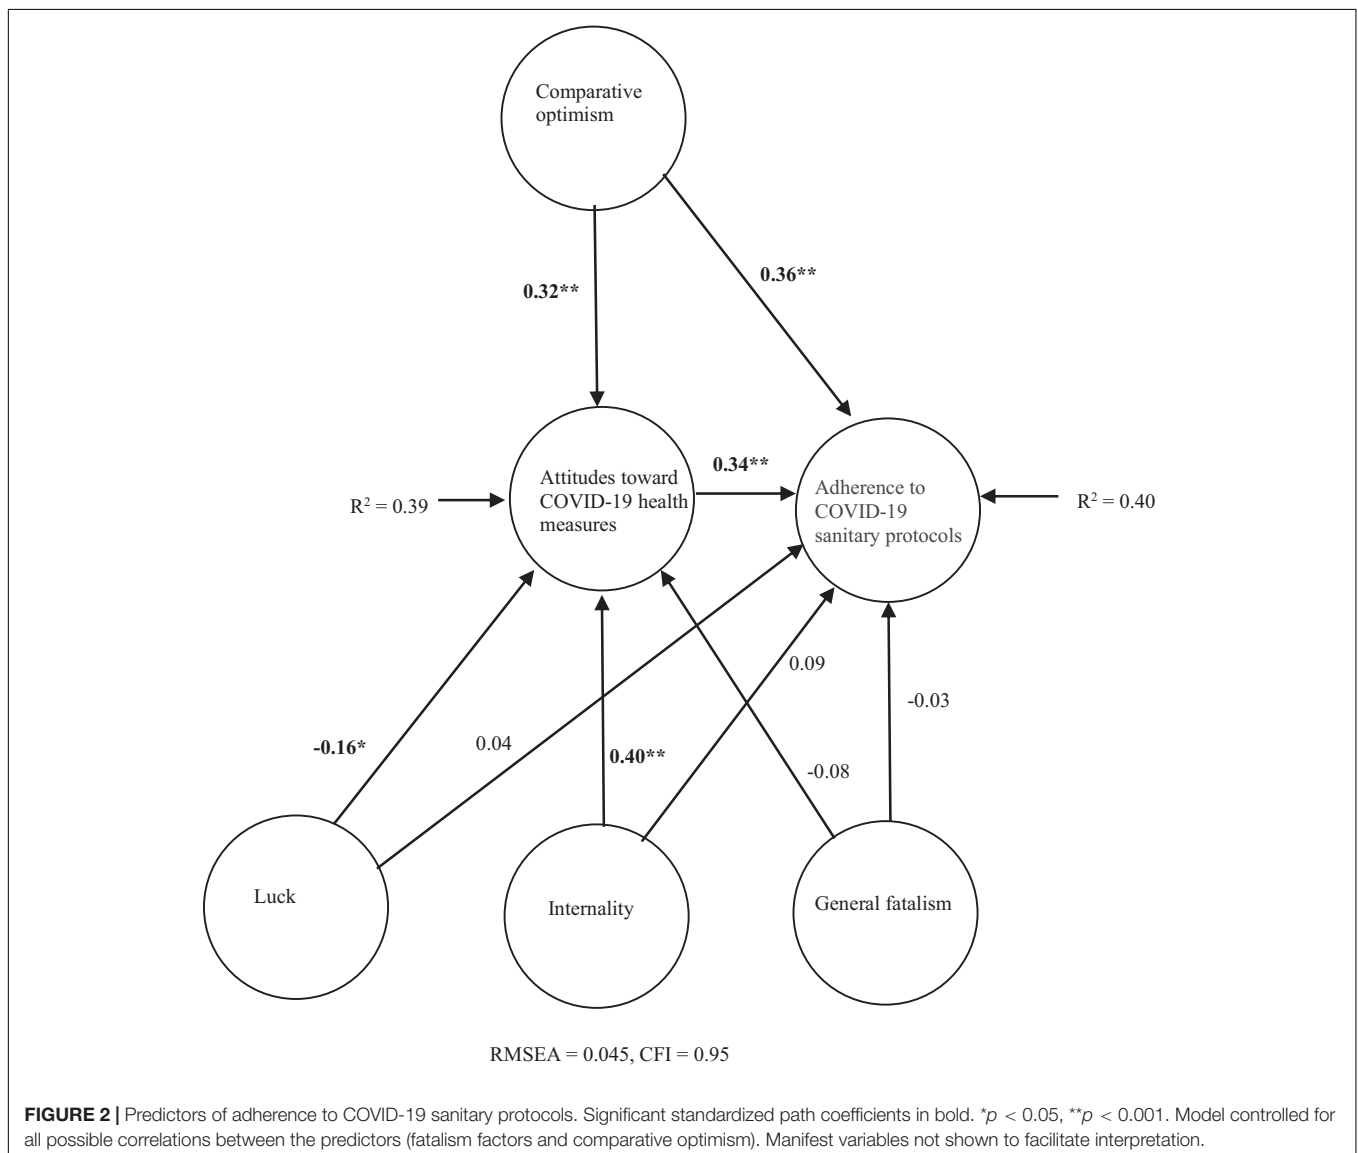 Comparative
optimism
0.36**
0.32**
Attitudes toward
COVID-19 health
measures
0.34**
Adherence to
COVID-19
sanitary protocols
R² = 0.39
R² = 0.40
0.09
-0.03
-0.16*
0.04
0.40**
-0.08
Luck
Internality
General fatalism
RMSEA = 0.045, CFI = 0.95
FIGURE 2 | Predictors of adherence to COVID-19 sanitary protocols. Significant standardized path coefficients in bold. *p < 0.05, **p < 0.001. Model controlled for
all possible correlations between the predictors (fatalism factors and comparative optimism). Manifest variables not shown to facilitate interpretation.